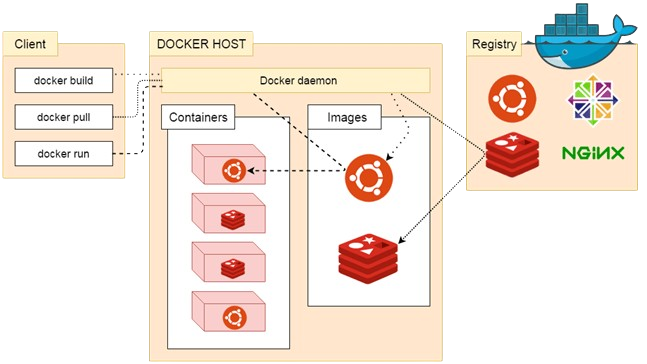 Client
DOCKER HOST
Registry
docker build
docker pull
docker run
Docker daemon
Containers
Images
NGiNX